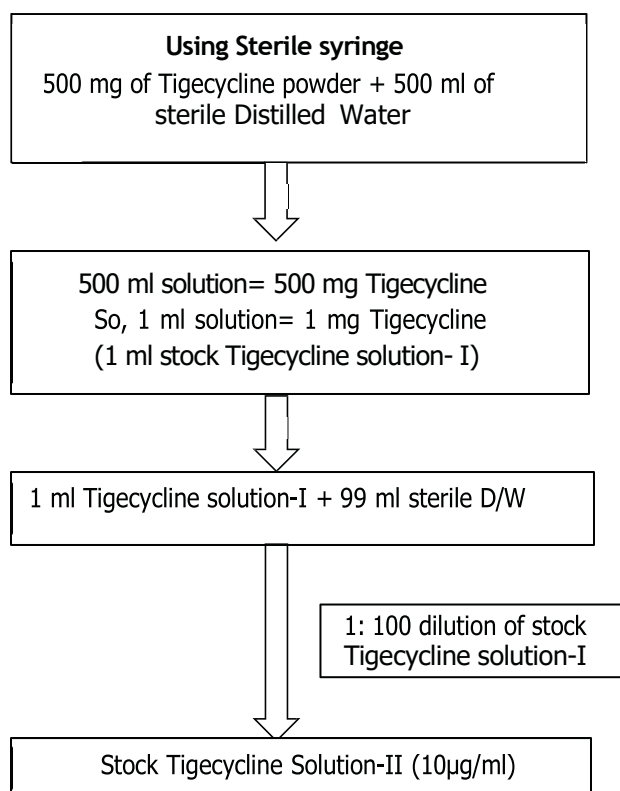 Using Sterile syringe
500 mg of Tigecycline powder + 500 ml of
sterile Distilled Water
500 ml solution= 500 mg Tigecycline
So, 1 ml solution= 1 mg Tigecycline
(1 ml stock Tigecycline solution- I)
1 ml Tigecycline solution-I + 99 ml sterile D/W
1: 100 dilution of stock
Tigecycline solution-I
Stock Tigecycline Solution-II (10µg/ml)